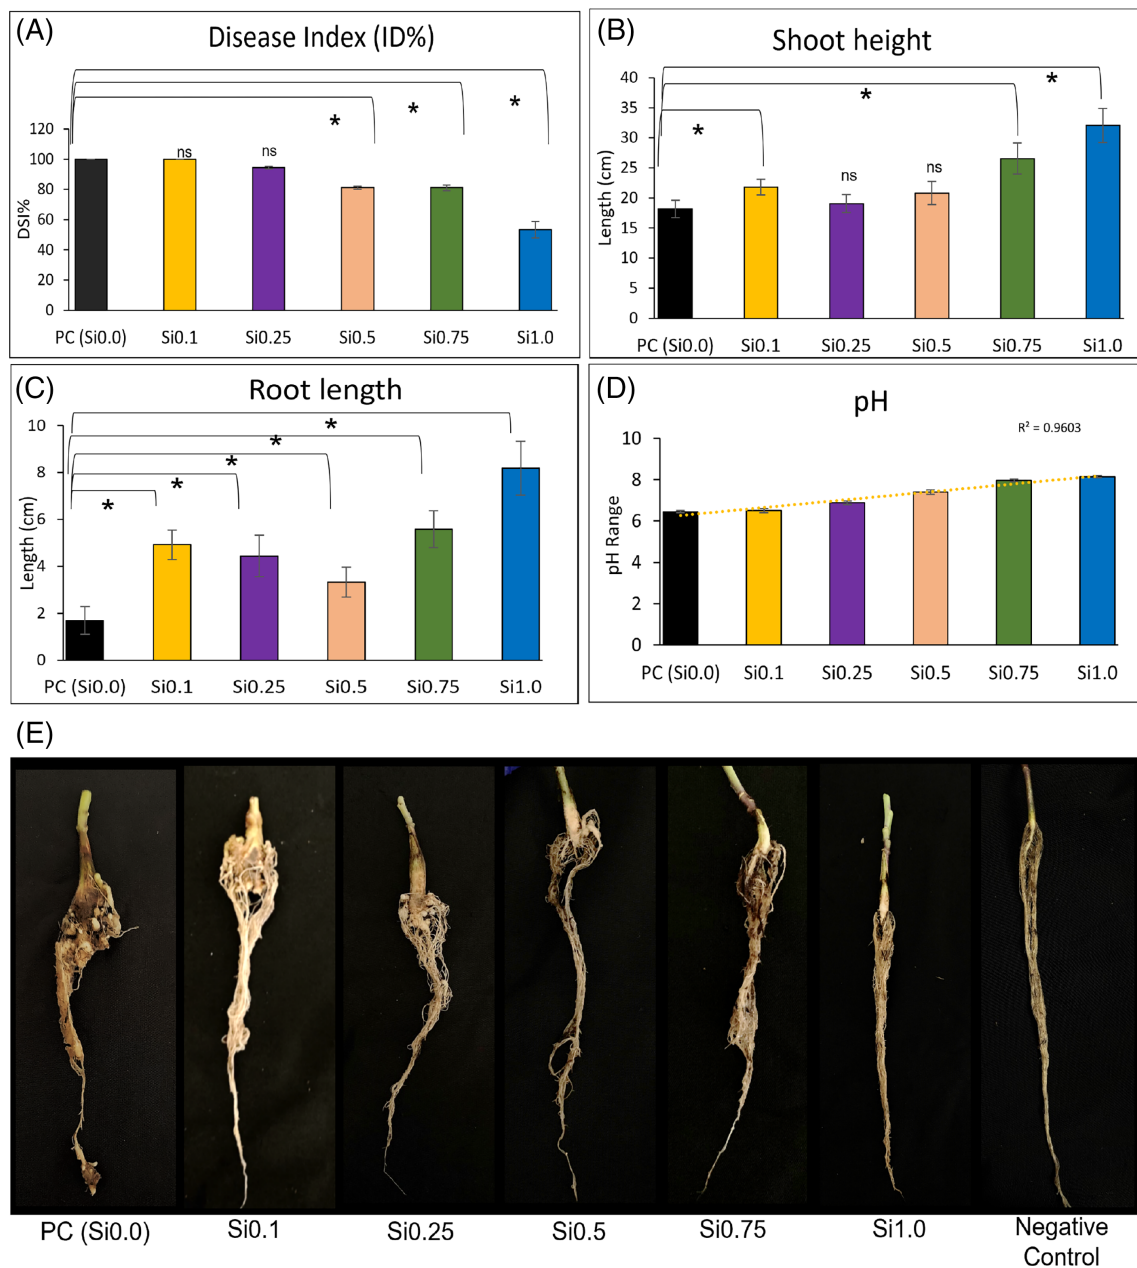 (A)
Disease Index (ID%)
*
*
*
120
100
80
60
40
20
0
DSI%
ns
ns
PC (Si0.0) Si0.1 Si0.25 Si0.5 Si0.75 Si1.0
(B)
Shoot height
*
*
*
40
35
30
25
20
15
10
5
0
Length (cm)
ns
ns
PC (Si0.0) Si0.1 Si0.25 Si0.5 Si0.75 Si1.0
(C)
Root length
*
*
*
*
*
10
8
6
4
2
0
Length (cm)
PC (Si0.0) Si0.1 Si0.25 Si0.5 Si0.75 Si1.0
(D)
pH
R² = 0.9603
10
8
6
4
2
0
pH Range
PC (Si0.0) Si0.1 Si0.25 Si0.5 Si0.75 Si1.0
(E)
PC (Si0.0) Si0.1 Si0.25 Si0.5 Si0.75 Si1.0 Negative
Control